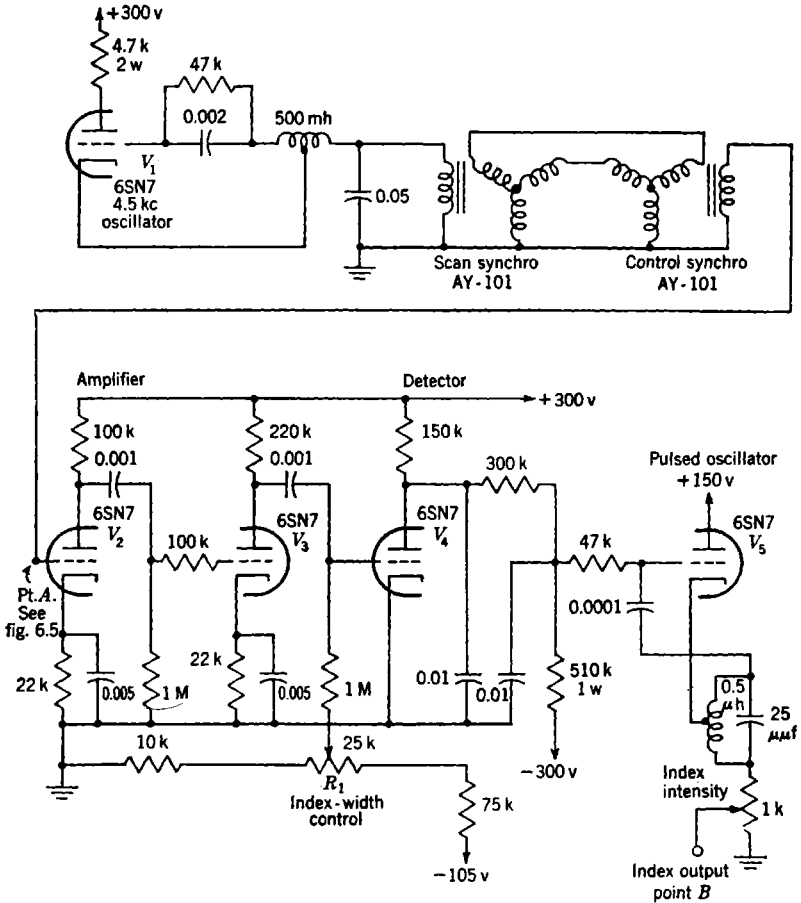 +300 v
4.7 k
2 w
47 k
0.002
500 mh
V1
6SN7
4.5 kc
oscillator
0.05
Scan synchro
AY-101
Control synchro
AY-101
Amplifier
Detector
+300 v
100 k
0.001
220 k
0.001
150 k
300 k
Pulsed oscillator
+150 v
6SN7
V2
100 k
6SN7
V3
6SN7
V4
47 k
6SN7
V5
Pt. A.
See
fig. 6.5
0.0001
22 k
0.005
1 M
22 k
0.005
1 M
0.01
0.01
510 k
1 w
0.5
μh
25
μμf
10 k
25 k
R1
Index-width
control
75 k
-300 v
Index
intensity
1 k
-105 v
Index output
point B